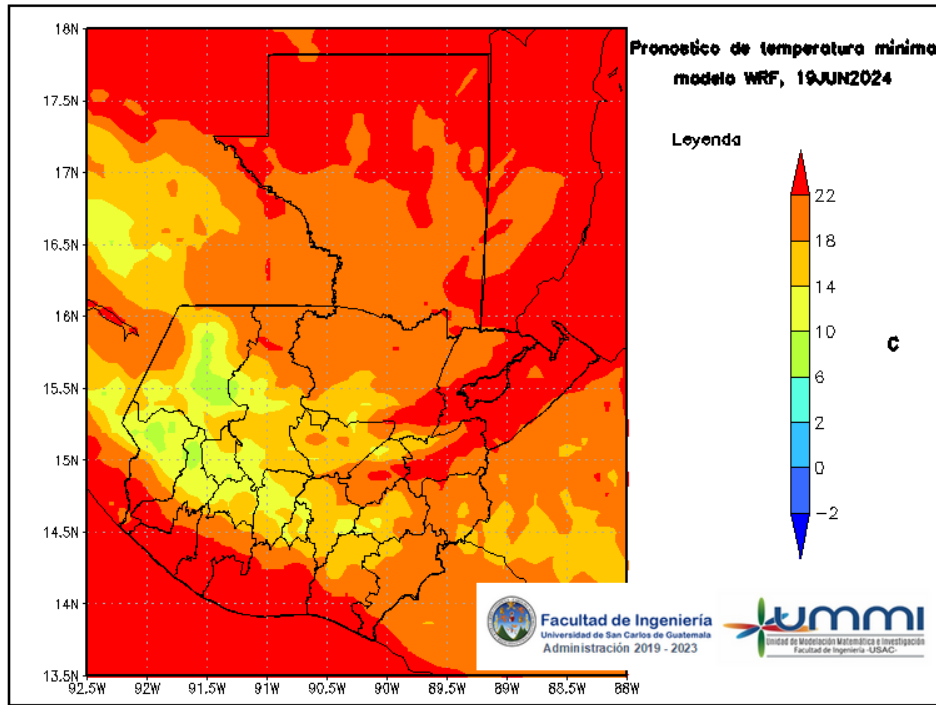 Pronostico de temperatura minima
modelo WRF, 19JUN2024
Leyenda
22
18
14
10
6
2
0
-2
C
18N
17.5N
17N
16.5N
16N
15.5N
15N
14.5N
14N
13.5N
92.5W 92W 91.5W 91W 90.5W 90W 89.5W 89W 88.5W 88W
Facultad de Ingeniería
Universidad de San Carlos de Guatemala
Administración 2019 - 2023
ummi
Unidad de Modelación Matemática e Investigación
Facultad de Ingeniería -USAC-